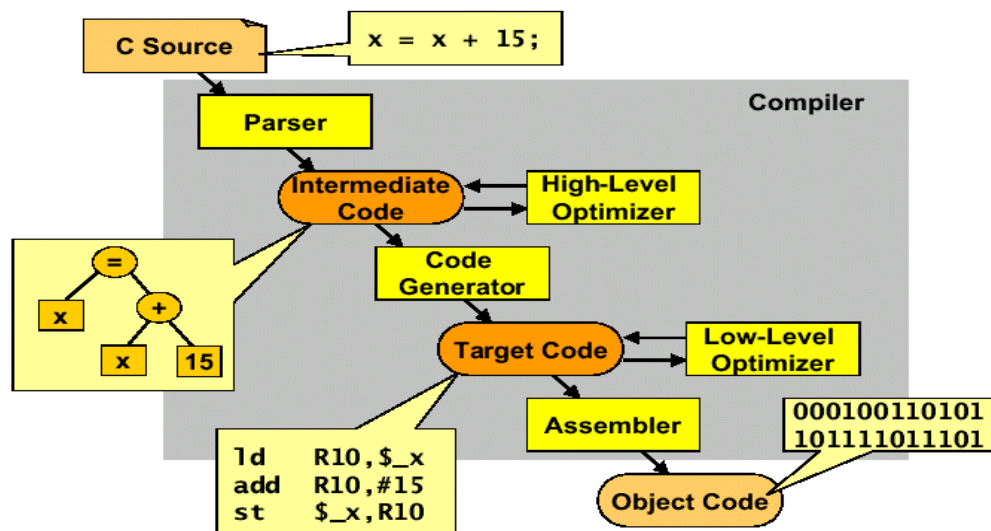 C Source
x = x + 15;
Compiler
Parser
Intermediate
Code
High-Level
Optimizer
=
x
+
x
15
Code
Generator
Target Code
Low-Level
Optimizer
ld R10,$_x
add R10,#15
st $_x,R10
Assembler
000100110101
101111011101
Object Code